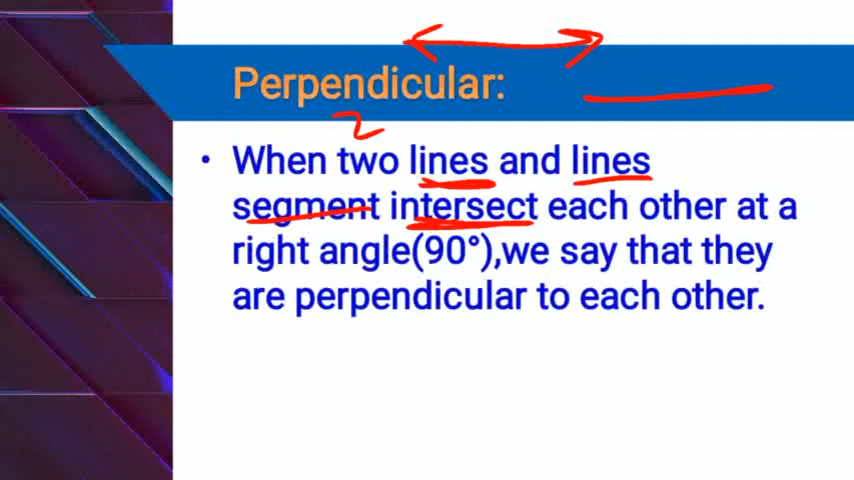 Perpendicular:
2
• When two lines and lines
segment intersect each other at a
right angle(90°),we say that they
are perpendicular to each other.